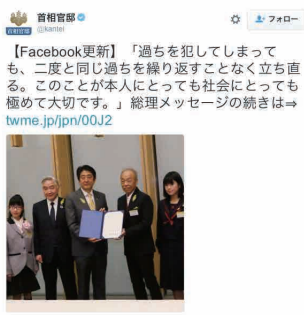 首相官邸
@kantei
フォロー
【Facebook更新】「過ちを犯してしまって
も、二度と同じ過ちを繰り返すことなく立ち直
る。このことが本人にとっても社会にとっても
極めて大切です。」総理メッセージの続きは⇒
twme.jp/jpn/00J2